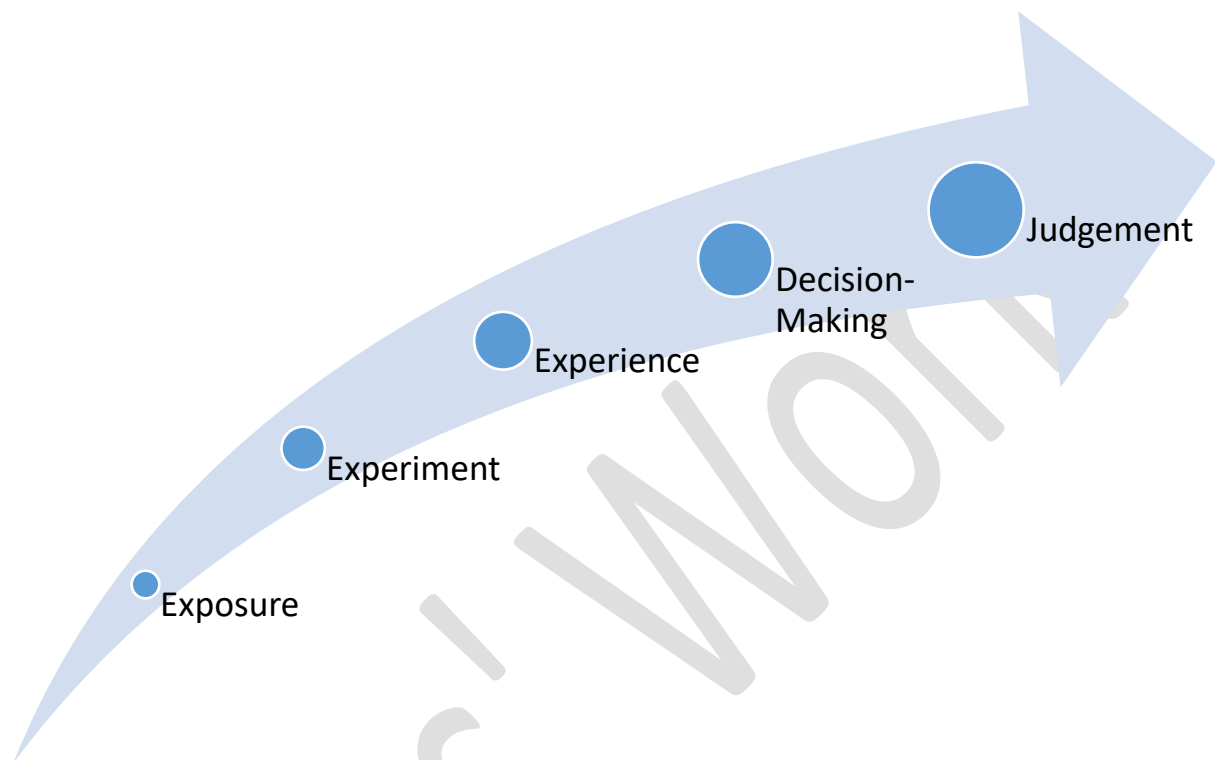 Judgement
Decision-
Making
Experience
Experiment
Exposure